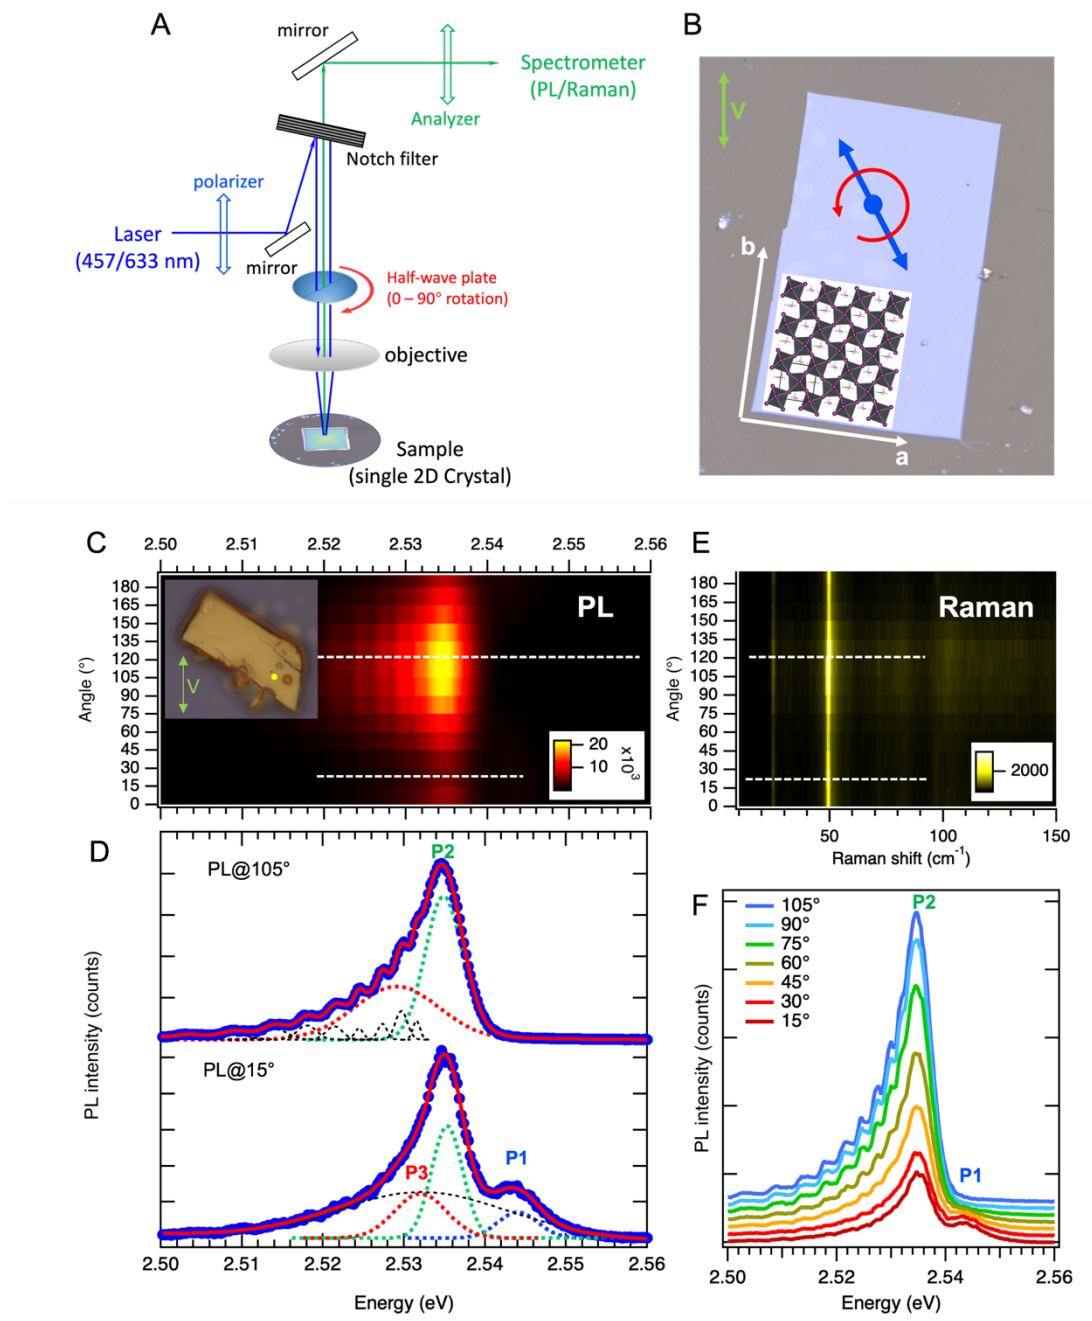 A
mirror
Spectrometer
(PL/Raman)
Analyzer
Notch filter
polarizer
Laser
(457/633 nm)
mirror
Half-wave plate
(0 – 90° rotation)
objective
Sample
(single 2D Crystal)
B
V
b
a
C
2.50 2.51 2.52 2.53 2.54 2.55 2.56
PL
Angle (°)
180
165
150
135
120
105
90
75
60
45
30
15
0
V
20
10
x10³
E
Raman
Angle (°)
180
165
150
135
120
105
90
75
60
45
30
15
0
2000
50 100 150
Raman shift (cm⁻¹)
D
PL@105°
P2
PL@15°
P3
P1
PL intensity (counts)
2.50 2.51 2.52 2.53 2.54 2.55 2.56
Energy (eV)
F
105°
90°
75°
60°
45°
30°
15°
P2
P1
PL intensity (counts)
2.50 2.52 2.54 2.56
Energy (eV)